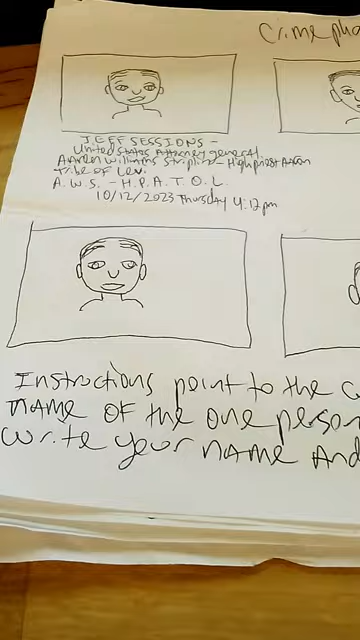 Crime pho
JEFF SESSIONS -
United States Attorney general
Aaron Williams Stripling - High priest Aaron
Tribe of Levi.
A.W.S. - H.P.A.T.O.L.
10/12/2023 Thursday 4:12pm
Instructions point to the
NAME OF the one person
write your name And